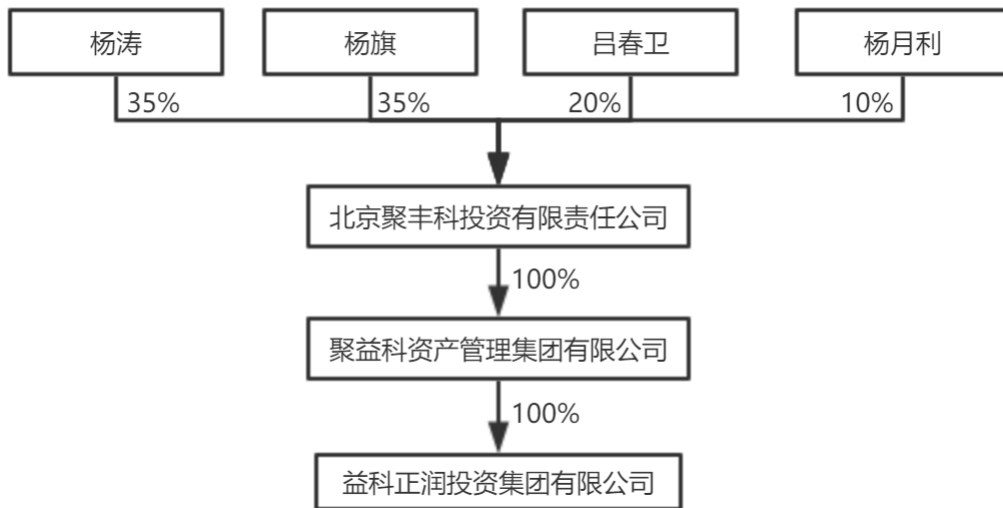 杨涛
杨旗
吕春卫
杨月利
35%
35%
20%
10%
北京聚丰科投资有限责任公司
100%
聚益科资产管理集团有限公司
100%
益科正润投资集团有限公司